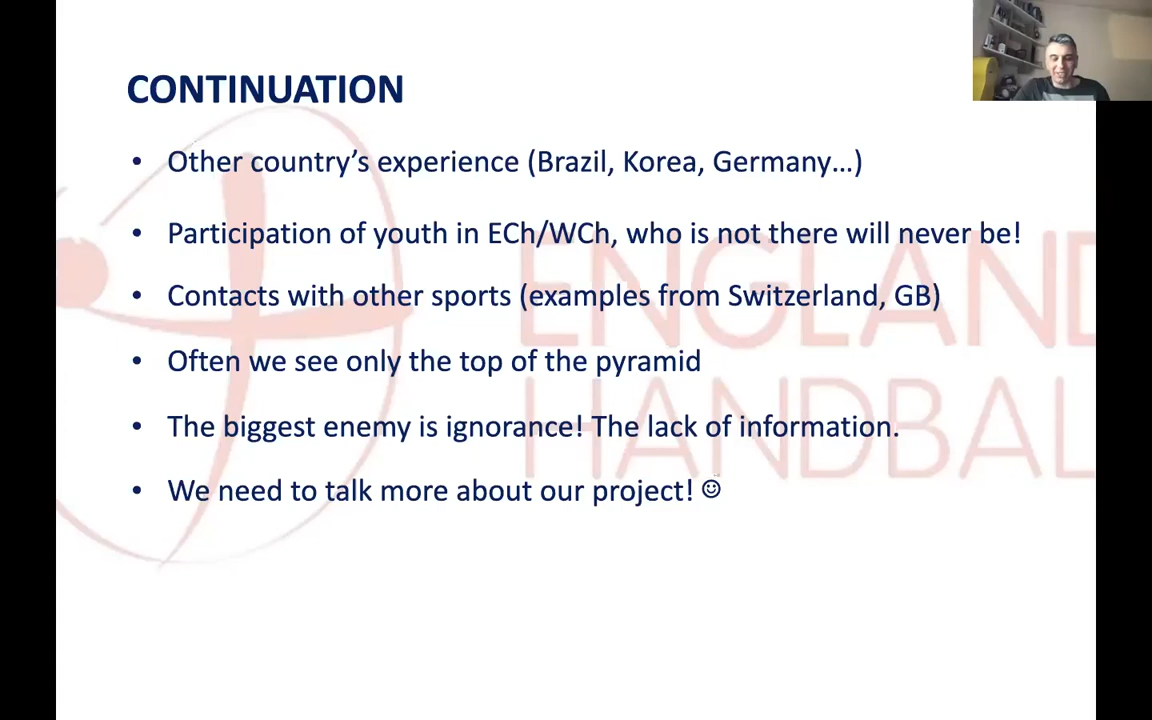 CONTINUATION
• Other country’s experience (Brazil, Korea, Germany…)
• Participation of youth in ECh/WCh, who is not there will never be!
• Contacts with other sports (examples from Switzerland, GB)
• Often we see only the top of the pyramid
• The biggest enemy is ignorance! The lack of information.
• We need to talk more about our project! ☺
ENGLAND
HANDBAL